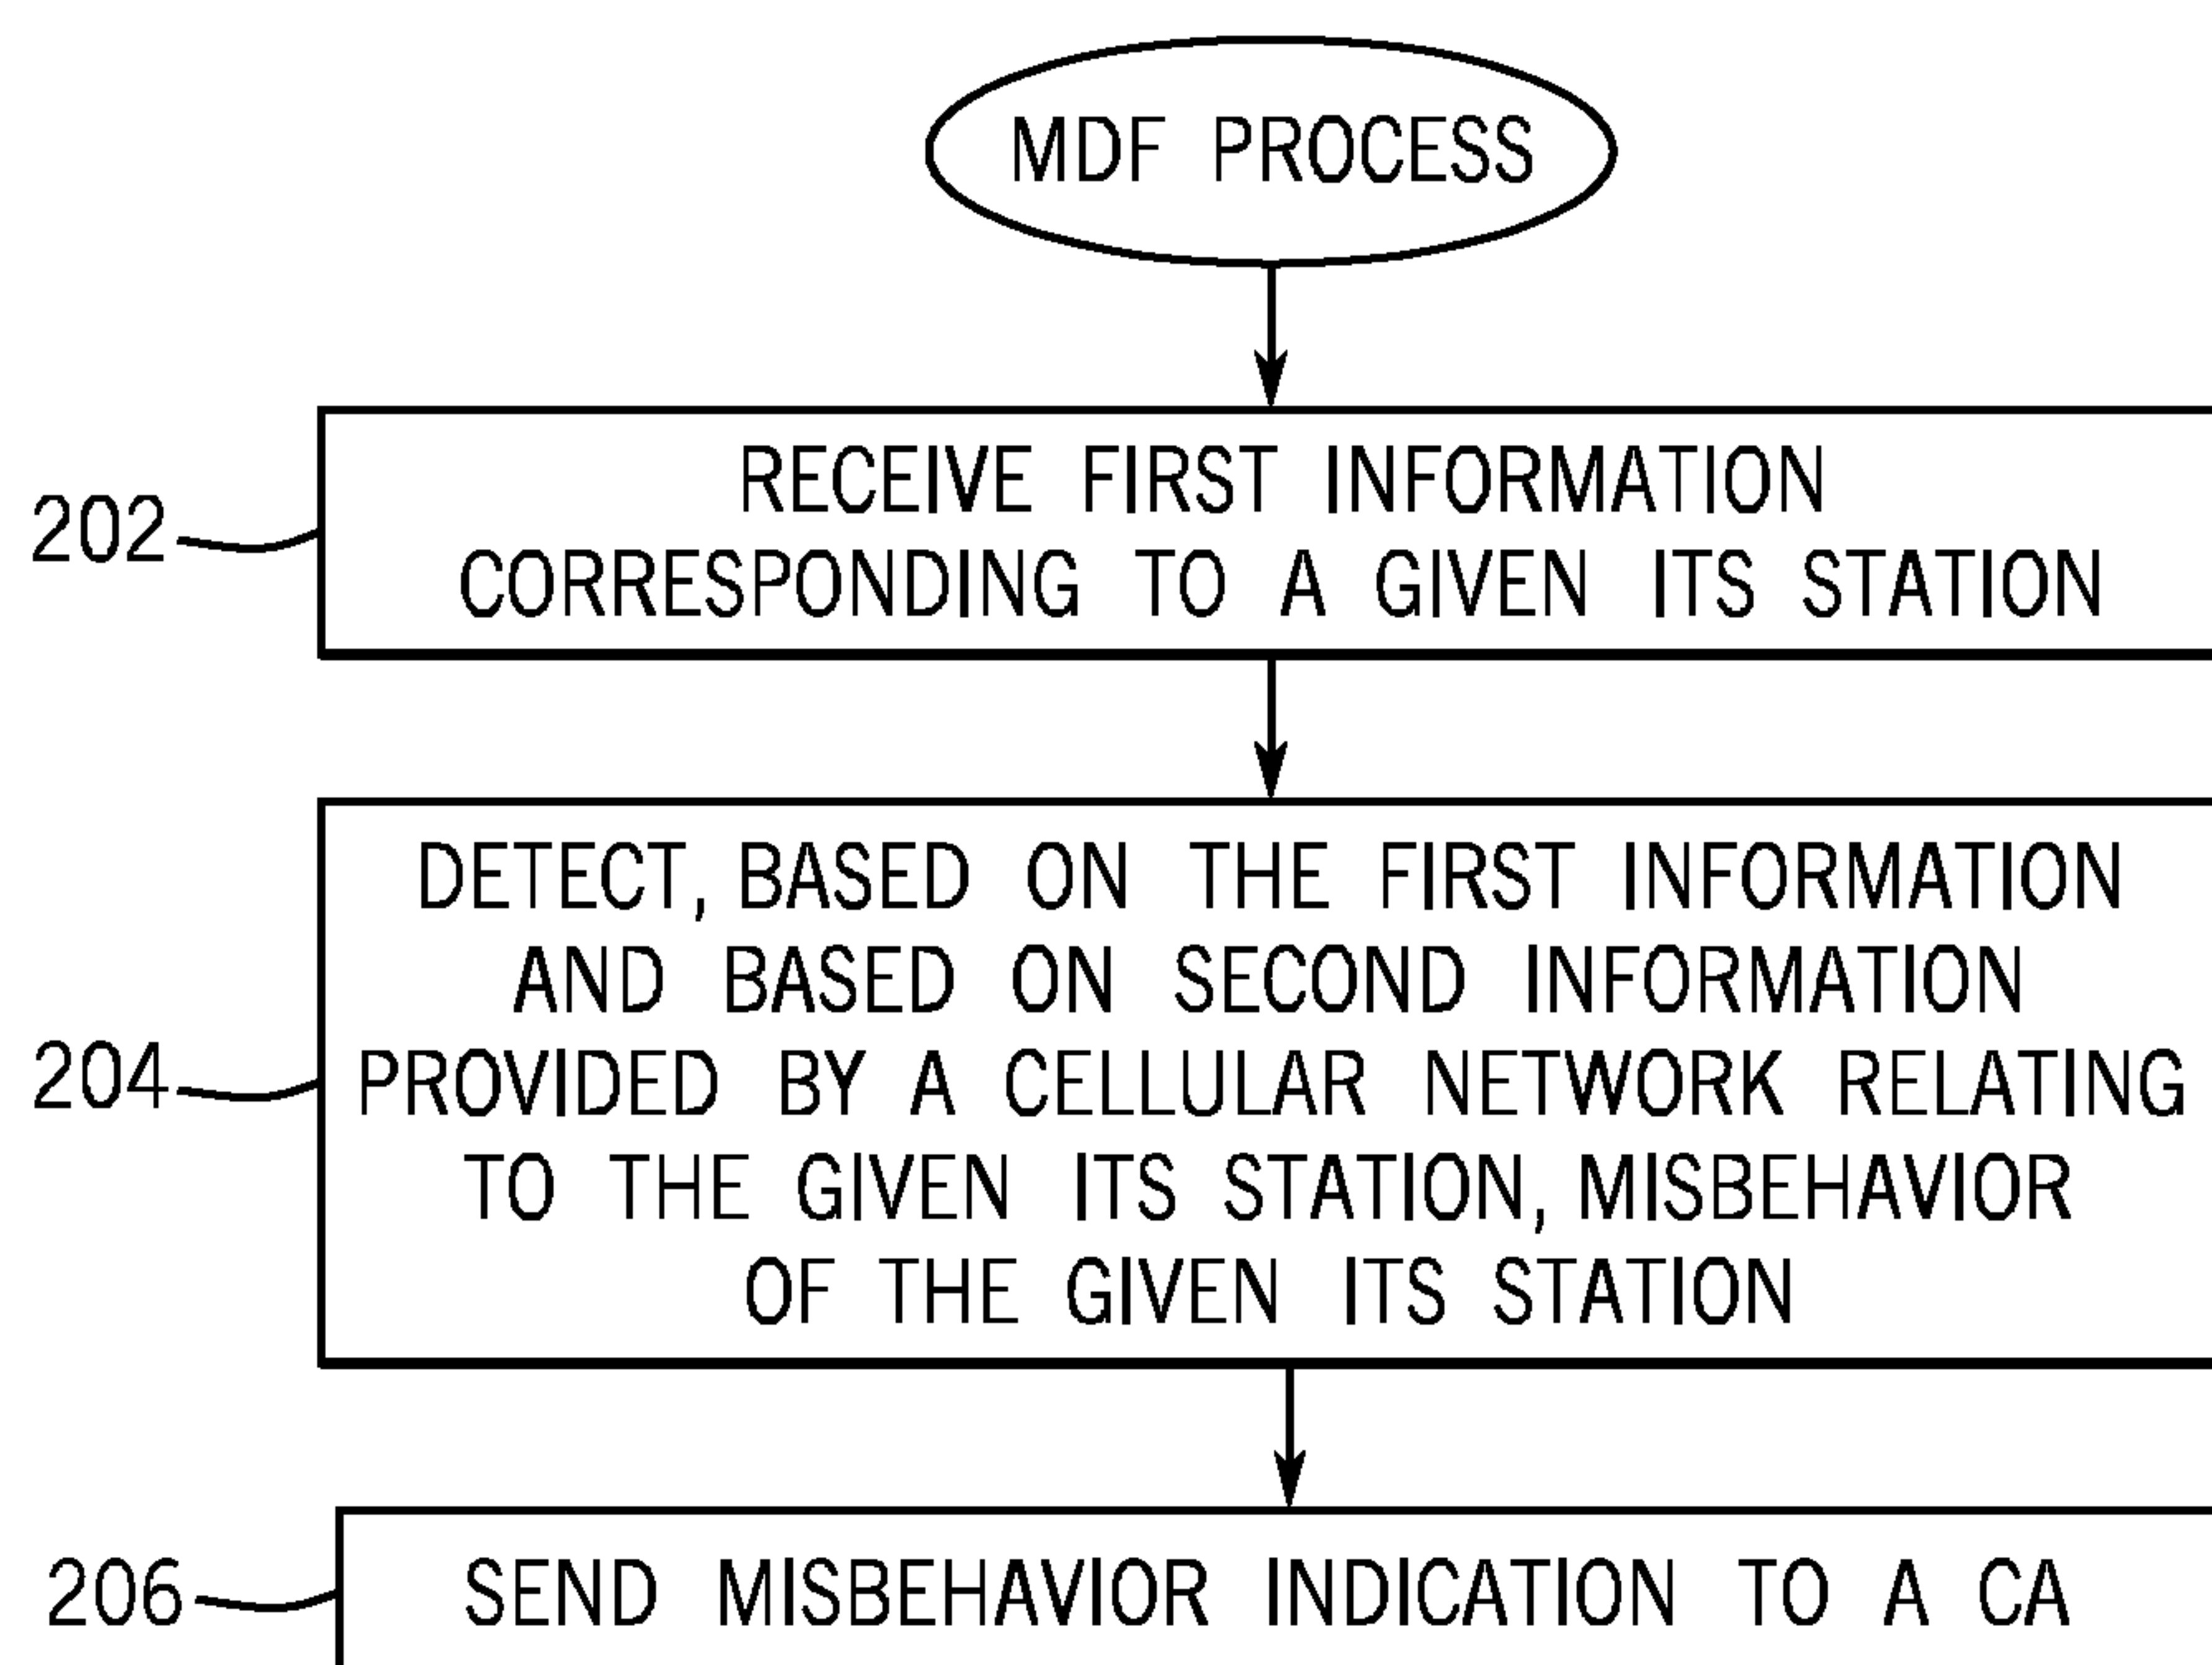 MDF PROCESS
202
RECEIVE FIRST INFORMATION
CORRESPONDING TO A GIVEN ITS STATION
204
DETECT, BASED ON THE FIRST INFORMATION
AND BASED ON SECOND INFORMATION
PROVIDED BY A CELLULAR NETWORK RELATING
TO THE GIVEN ITS STATION, MISBEHAVIOR
OF THE GIVEN ITS STATION
206
SEND MISBEHAVIOR INDICATION TO A CA